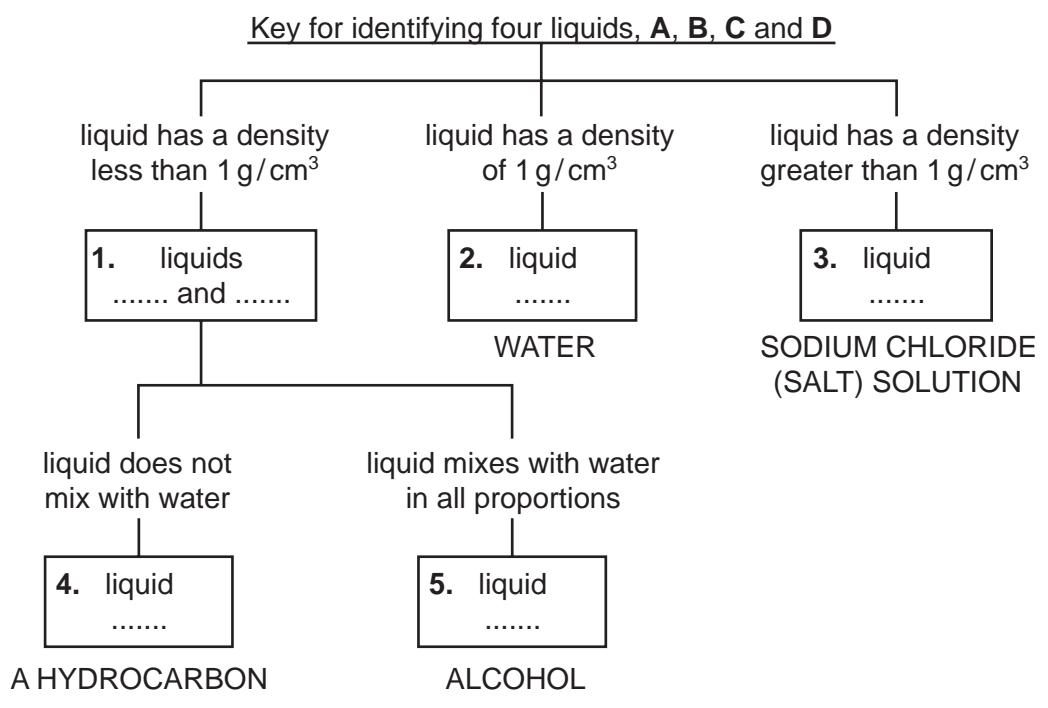 Key for identifying four liquids, A, B, C and D
liquid has a density
less than 1 g/cm³
liquid has a density
of 1 g/cm³
liquid has a density
greater than 1 g/cm³
1. liquids
....... and .......
2. liquid
.......
WATER
3. liquid
.......
SODIUM CHLORIDE
(SALT) SOLUTION
liquid does not
mix with water
liquid mixes with water
in all proportions
4. liquid
.......
A HYDROCARBON
5. liquid
.......
ALCOHOL